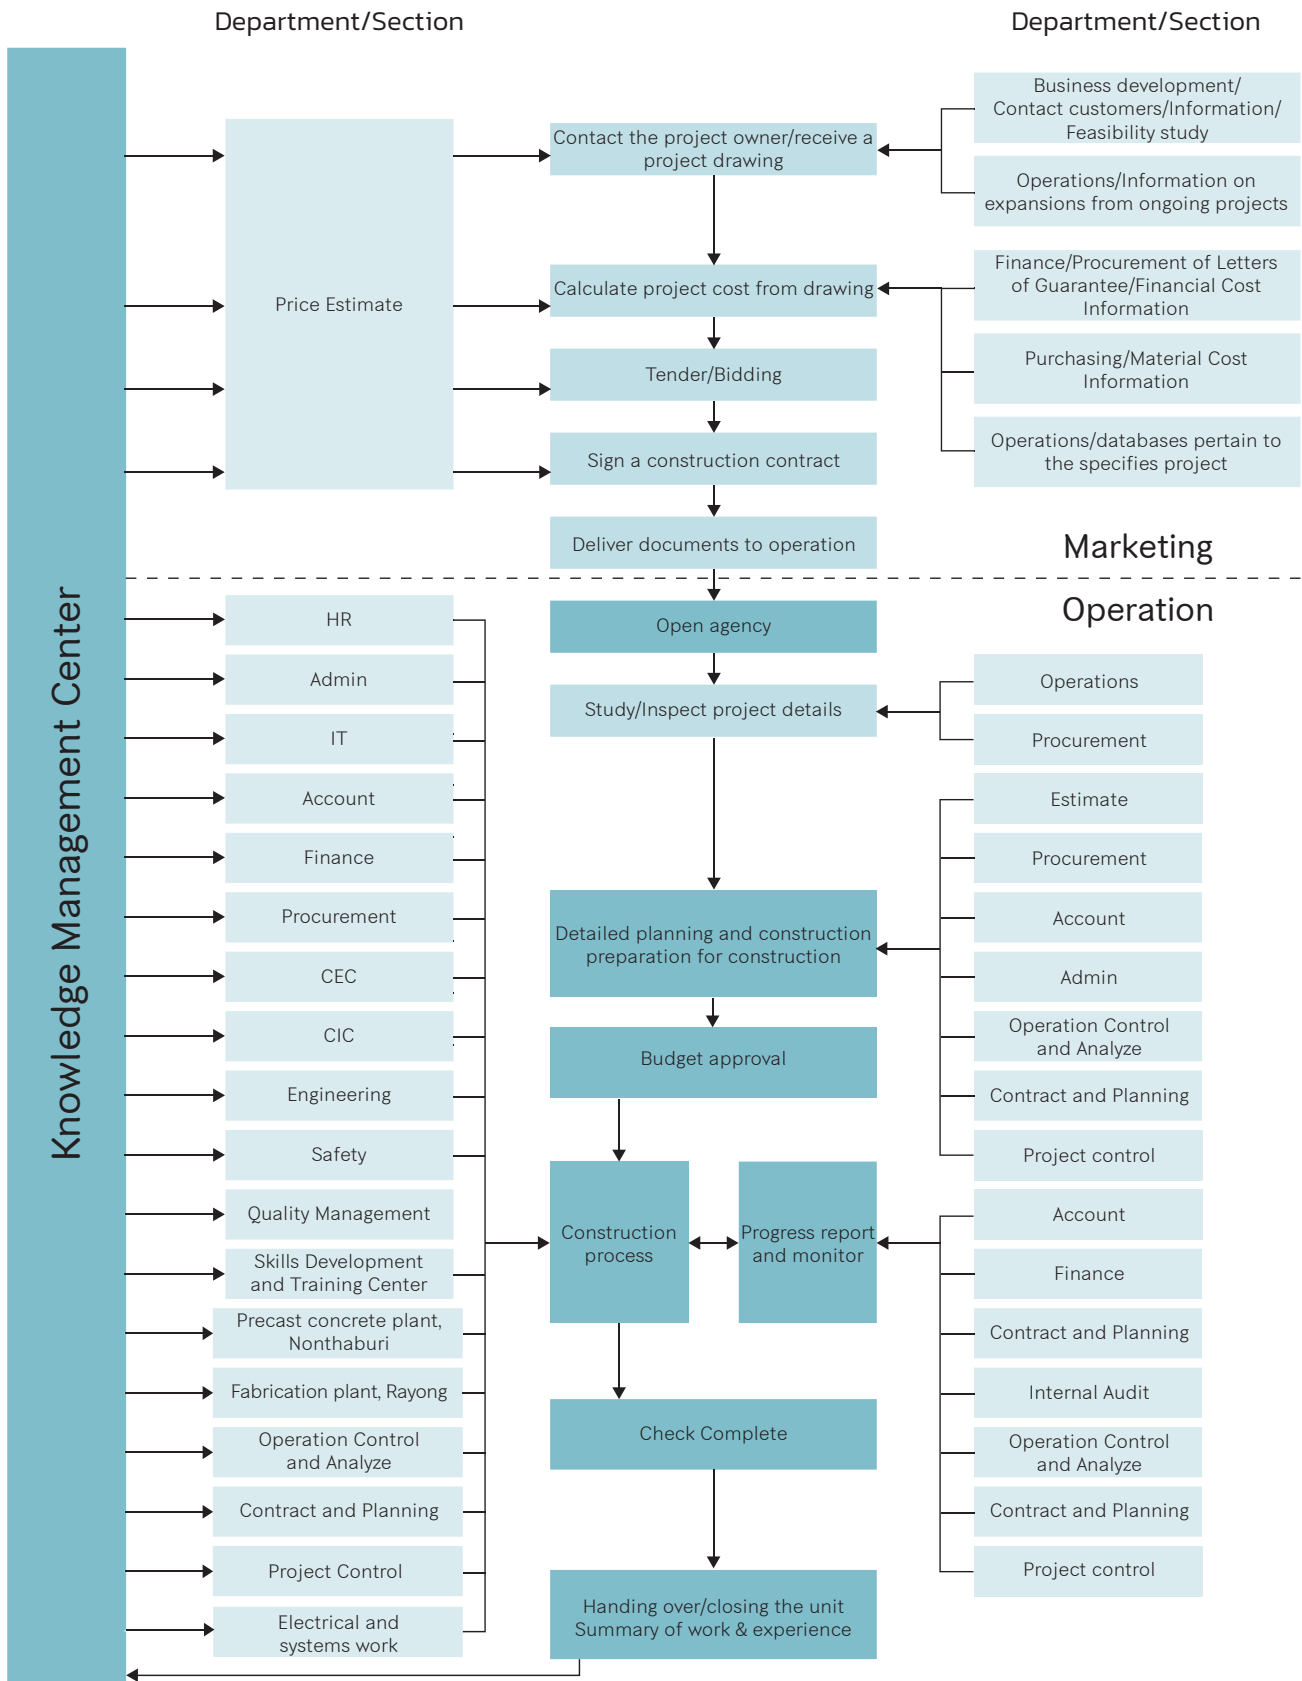 Department/Section
Department/Section
Knowledge Management Center
Price Estimate
Contact the project owner/receive a
project drawing
Calculate project cost from drawing
Tender/Bidding
Sign a construction contract
Deliver documents to operation
Business development/
Contact customers/Information/
Feasibility study
Operations/Information on
expansions from ongoing projects
Finance/Procurement of Letters
of Guarantee/Financial Cost
Information
Purchasing/Material Cost
Information
Operations/databases pertain to
the specifies project
Marketing
Operation
HR
Admin
IT
Account
Finance
Procurement
CEC
CIC
Engineering
Safety
Quality Management
Skills Development
and Training Center
Precast concrete plant,
Nonthaburi
Fabrication plant, Rayong
Operation Control
and Analyze
Contract and Planning
Project Control
Electrical and
systems work
Open agency
Study/Inspect project details
Detailed planning and construction
preparation for construction
Budget approval
Construction
process
Progress report
and monitor
Check Complete
Handing over/closing the unit
Summary of work & experience
Operations
Procurement
Estimate
Procurement
Account
Admin
Operation Control
and Analyze
Contract and Planning
Project control
Account
Finance
Contract and Planning
Internal Audit
Operation Control
and Analyze
Contract and Planning
Project control